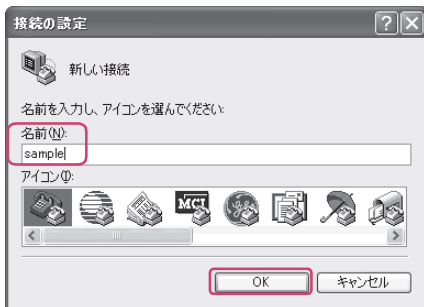 接続の設定
新しい接続
名前を入力し、アイコンを選んでください:
名前(N):
sample
アイコン(I):
MCI
OK キャンセル